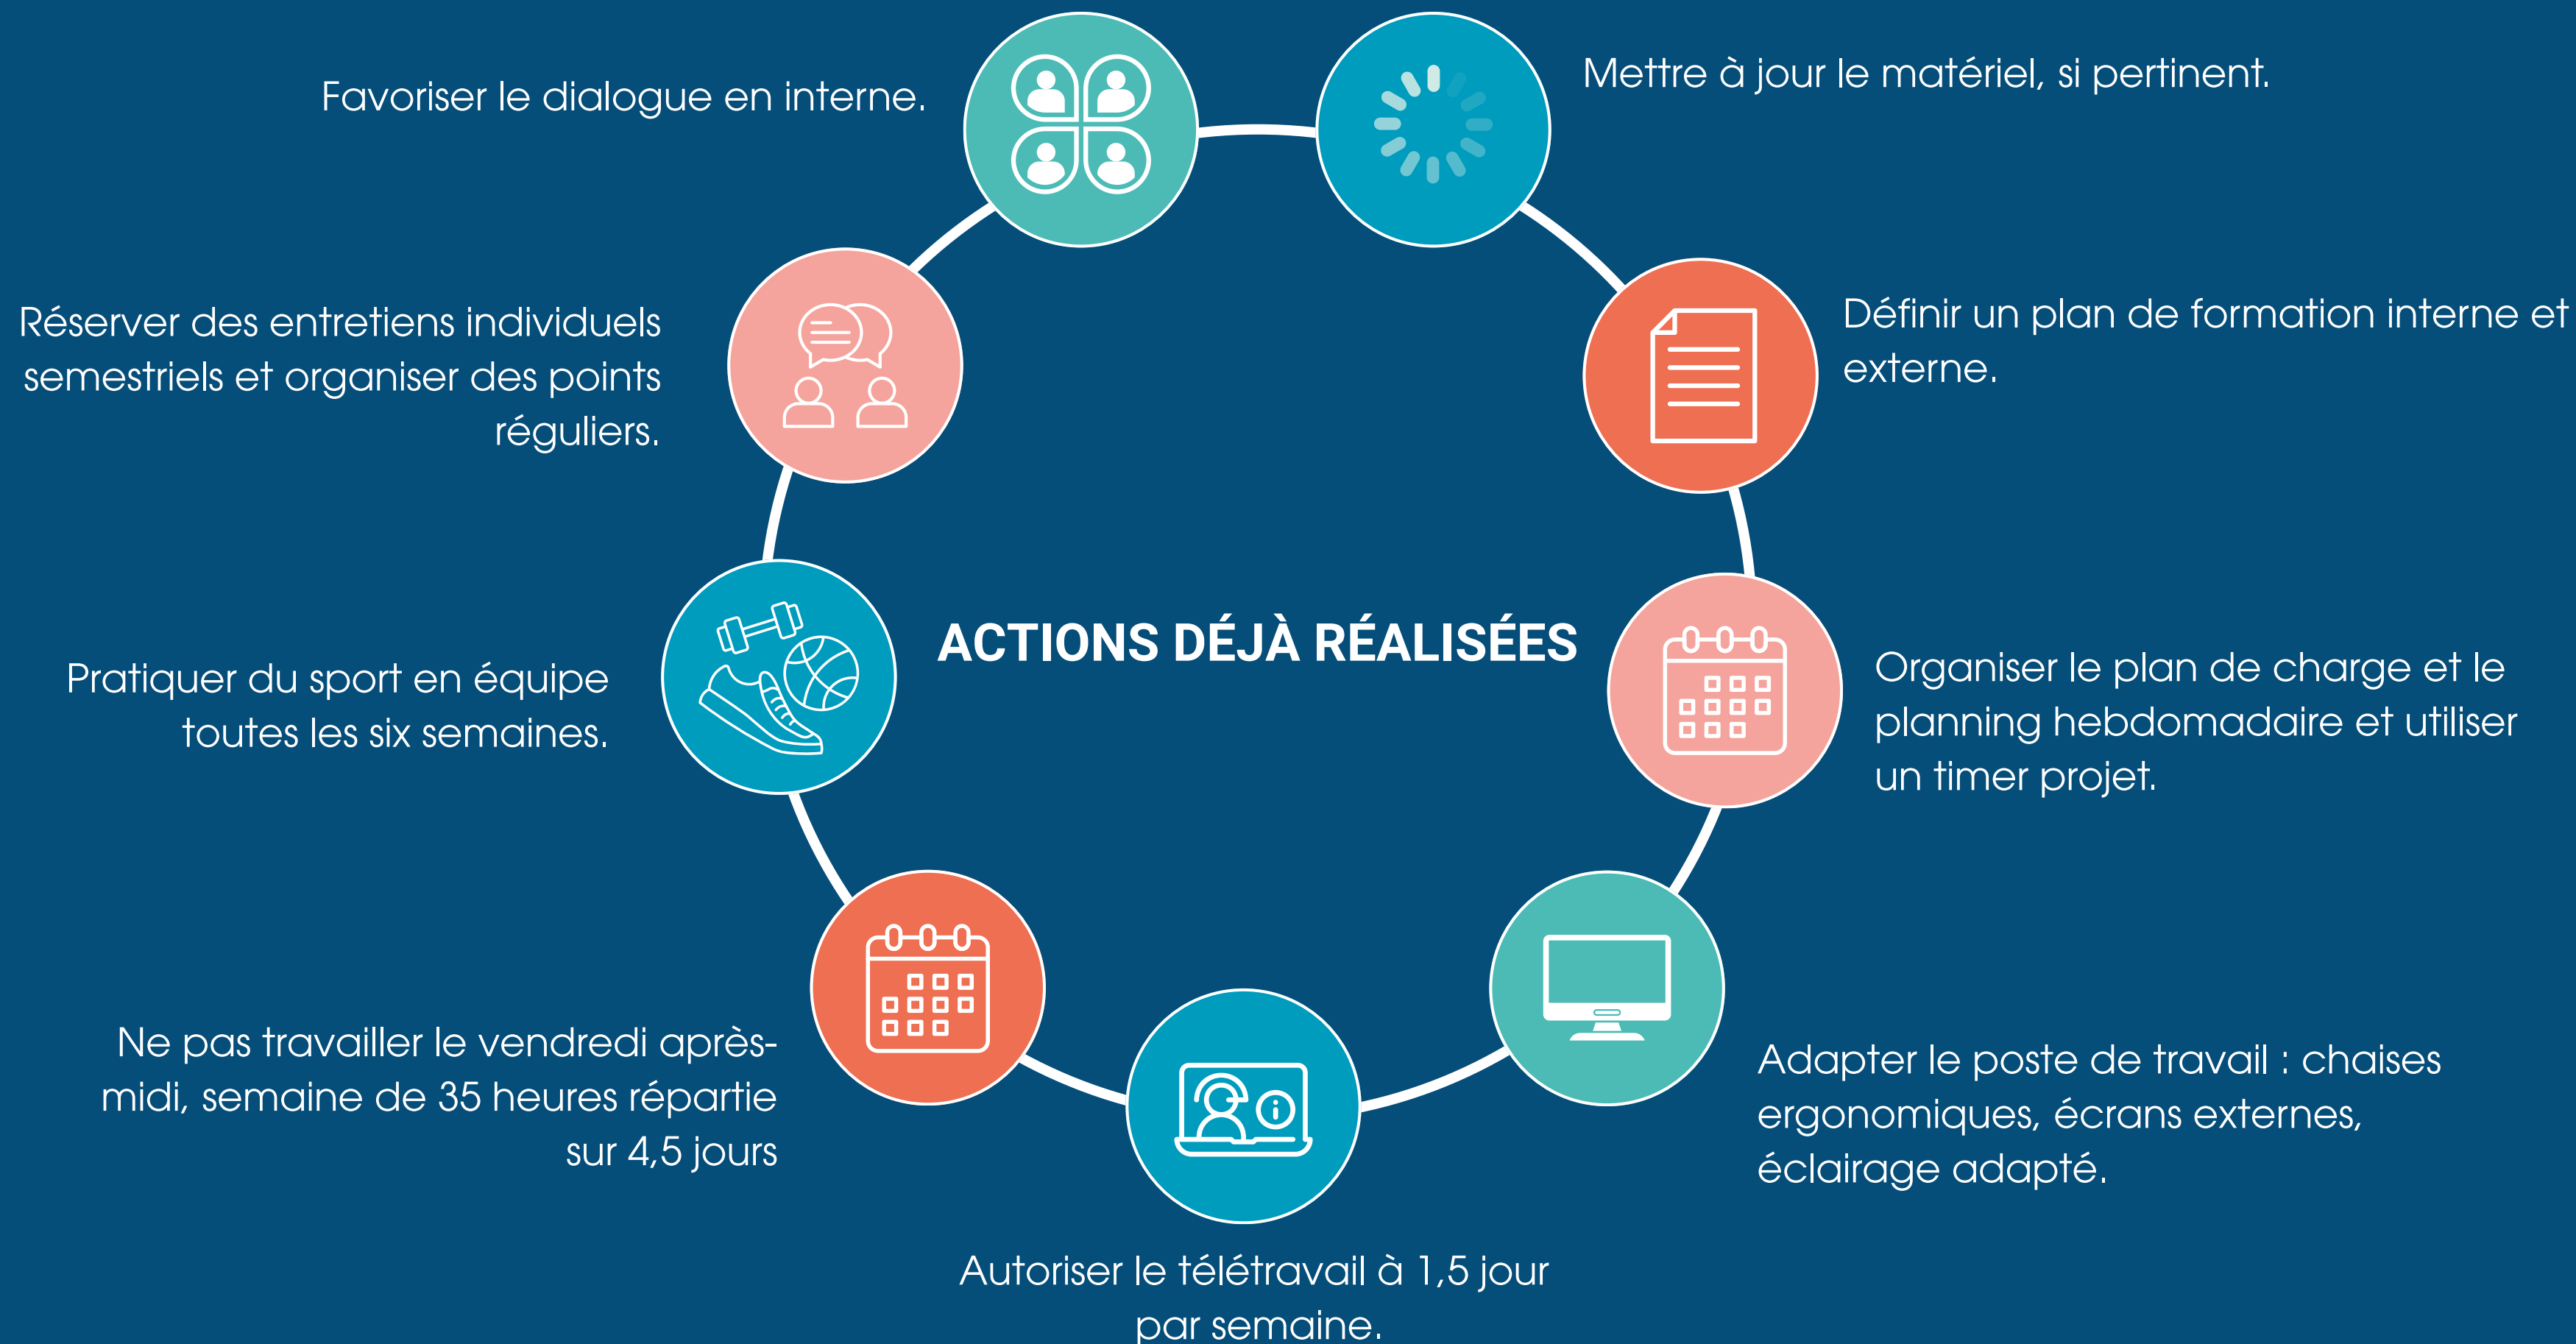 Favoriser le dialogue en interne.
Mettre à jour le matériel, si pertinent.
Réserver des entretiens individuels
semestriels et organiser des points
réguliers.
Définir un plan de formation interne et
externe.
ACTIONS DÉJÀ RÉALISÉES
Pratiquer du sport en équipe
toutes les six semaines.
Organiser le plan de charge et le
planning hebdomadaire et utiliser
un timer projet.
Ne pas travailler le vendredi après-
midi, semaine de 35 heures répartie
sur 4,5 jours
Adapter le poste de travail : chaises
ergonomiques, écrans externes,
éclairage adapté.
Autoriser le télétravail à 1,5 jour
par semaine.